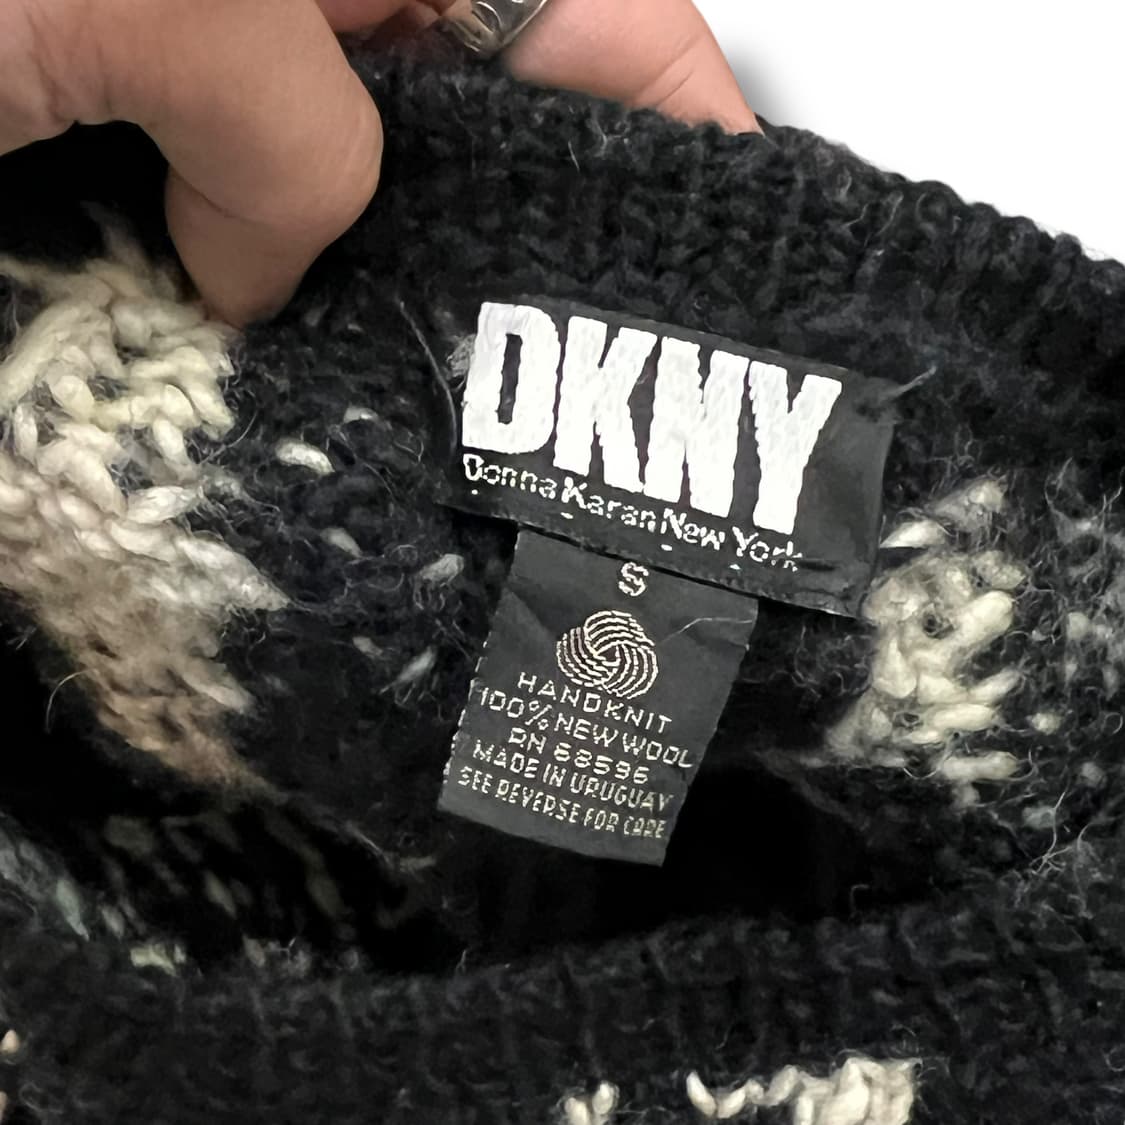 DKNY
Donna Karan New York
S
HANDKNIT
100% NEW WOOL
RN 68596
MADE IN URUGUAY
SEE REVERSE FOR CARE